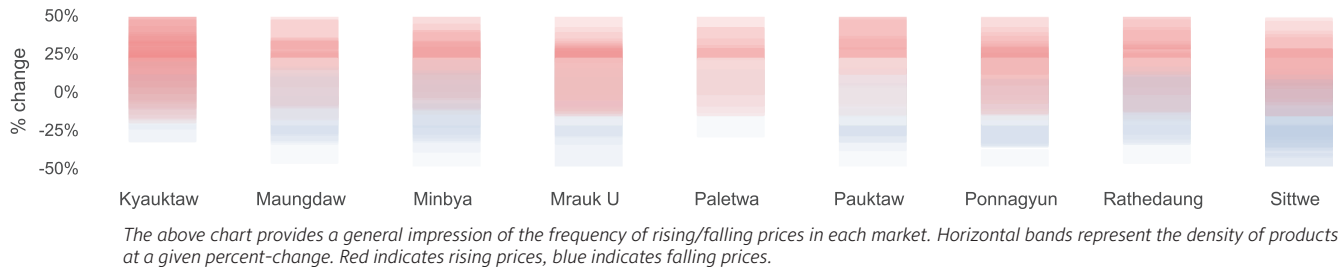 50%
25%
0%
-25%
-50%
% change
Kyauktaw Maungdaw Minbya Mrauk U Paletwa Pauktaw Ponnagyun Rathedaung Sittwe
The above chart provides a general impression of the frequency of rising/falling prices in each market. Horizontal bands represent the density of products
at a given percent-change. Red indicates rising prices, blue indicates falling prices.